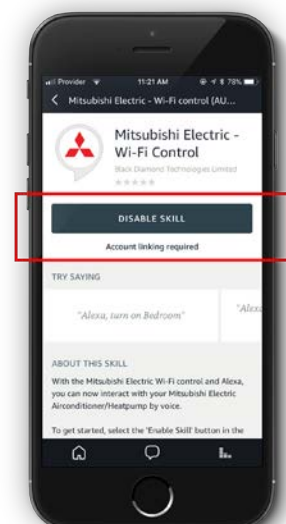 Provider 11:21 AM 78%
Mitsubishi Electric - Wi-Fi control (AU...
Mitsubishi Electric -
Wi-Fi Control
Black Diamond Technologies Limited
DISABLE SKILL
Account linking required
TRY SAYING
"Alexa, turn on Bedroom" "Alexa
ABOUT THIS SKILL
With the Mitsubishi Electric Wi-Fi control and Alexa,
you can now interact with your Mitsubishi Electric
Airconditioner/Heatpump by voice.
To get started, select the 'Enable Skill' button in the